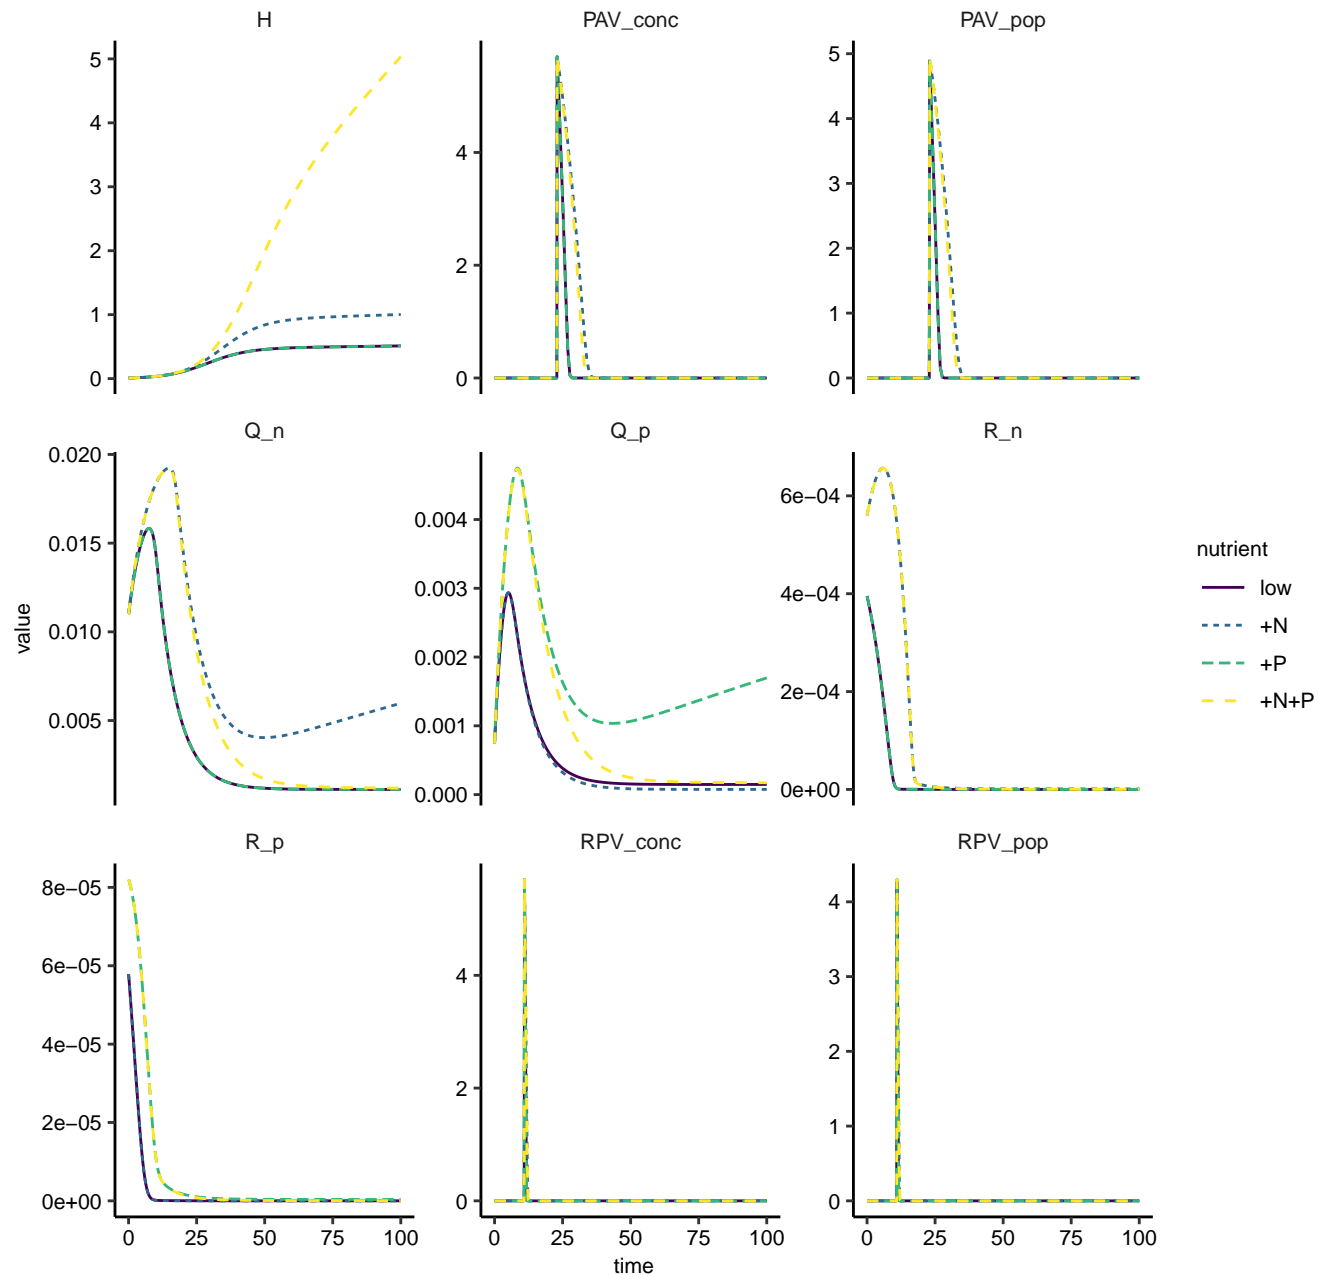 H
PAV_conc
PAV_pop
5
4
3
2
1
0
4
2
0
5
4
3
2
1
0
Q_n
Q_p
R_n
0.020
0.015
0.010
0.005
0.004
0.003
0.002
0.001
0.000
6e−04
4e−04
2e−04
0e+00
R_p
RPV_conc
RPV_pop
8e−05
6e−05
4e−05
2e−05
0e+00
4
2
0
4
3
2
1
0
0 25 50 75 100
0 25 50 75 100
0 25 50 75 100
time
value
nutrient
low
+N
+P
+N+P